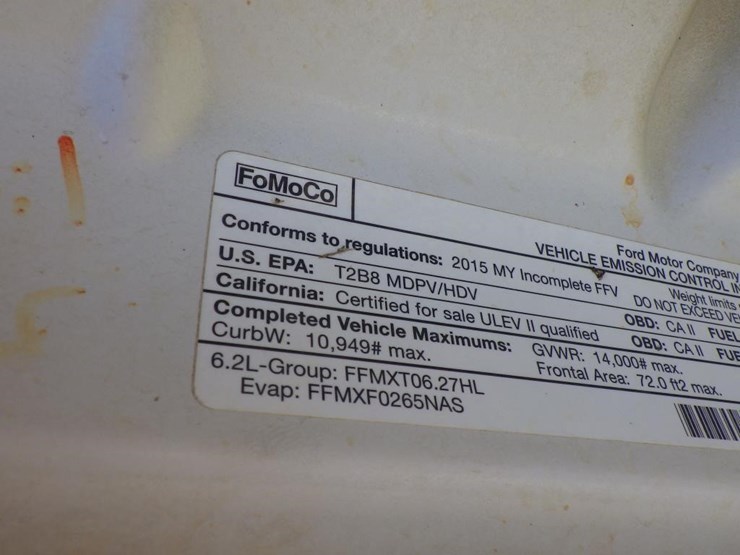 FoMoCo
Ford Motor Company
VEHICLE EMISSION CONTROL
Conforms to regulations: 2015 MY Incomplete FFV
Weight limits
DO NOT EXCEED
U.S. EPA: T2B8 MDPV/HDV
OBD: CA II FUEL
California: Certified for sale ULEV II qualified
OBD: CA II
Completed Vehicle Maximums: GVWR: 14,000# max.
CurbW: 10,949# max. Frontal Area: 72.0 ft2 max.
6.2L-Group: FFMXT06.27HL
Evap: FFMXF0265NAS